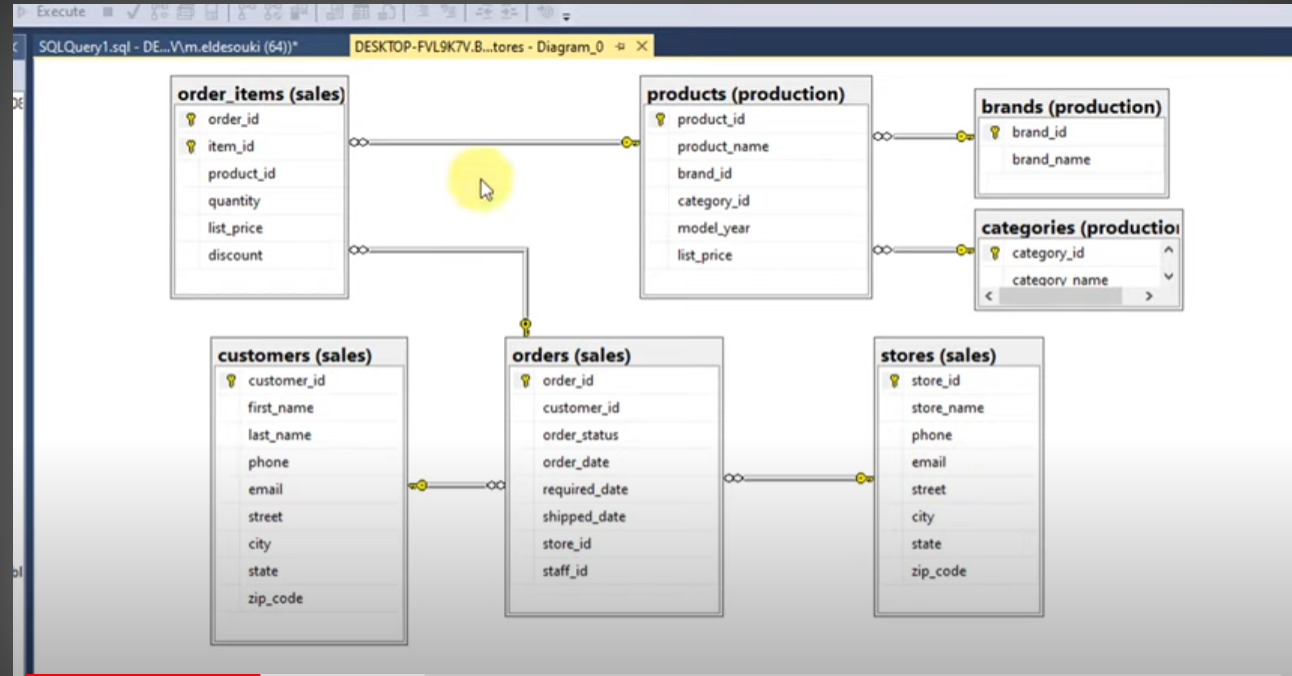 Execute
SQLQuery1.sql - DE...V\m.eldesouki (64))*
DESKTOP-FVL9K7V.B...tores - Diagram_0
order_items (sales)
order_id
item_id
product_id
quantity
list_price
discount
products (production)
product_id
product_name
brand_id
category_id
model_year
list_price
brands (production)
brand_id
brand_name
categories (production
category_id
category_name
customers (sales)
customer_id
first_name
last_name
phone
email
street
city
state
zip_code
orders (sales)
order_id
customer_id
order_status
order_date
required_date
shipped_date
store_id
staff_id
stores (sales)
store_id
store_name
phone
email
street
city
state
zip_code